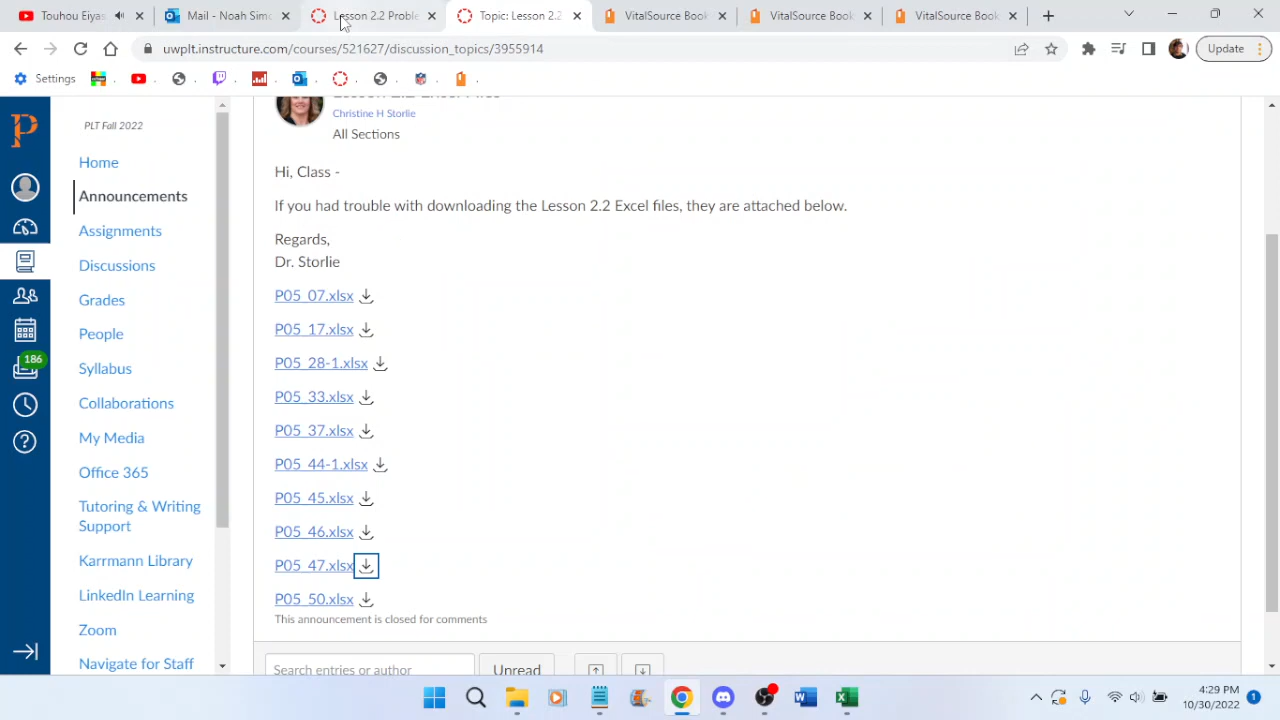 Touhou Eyes
Mail - Noah Sim
Lesson 2.2 Proble
Topic: Lesson 2.2
VitalSource Book
VitalSource Book
VitalSource Book
uwplt.instructure.com/courses/521627/discussion_topics/3955914
Update
Settings
PLT Fall 2022
Home
Announcements
Assignments
Discussions
Grades
People
Syllabus
Collaborations
My Media
Office 365
Tutoring & Writing
Support
Karrmann Library
LinkedIn Learning
Zoom
Navigate for Staff
186
Christine H Storlie
All Sections
Hi, Class -
If you had trouble with downloading the Lesson 2.2 Excel files, they are attached below.
Regards,
Dr. Storlie
P05_07.xlsx
P05_17.xlsx
P05_28-1.xlsx
P05_33.xlsx
P05_37.xlsx
P05_44-1.xlsx
P05_45.xlsx
P05_46.xlsx
P05_47.xlsx
P05_50.xlsx
This announcement is closed for comments
Search entries or author
Unread
4:29 PM
10/30/2022
1